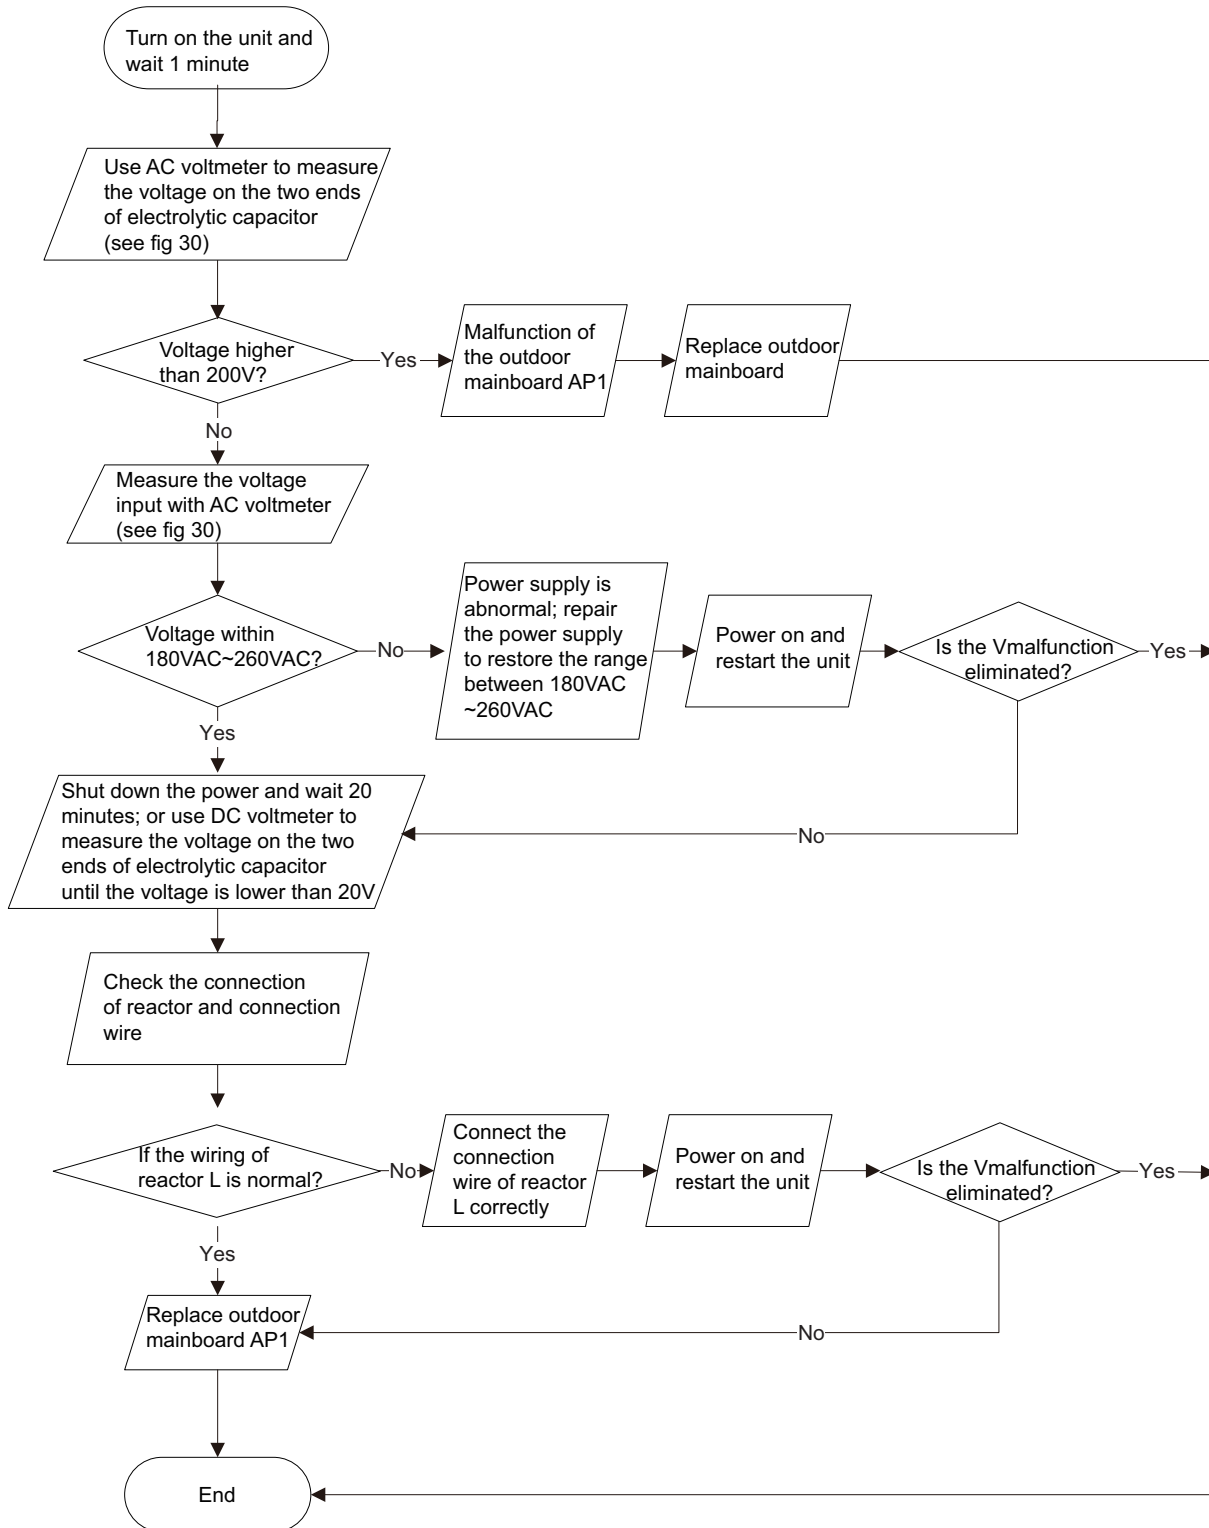 Turn on the unit and
wait 1 minute
Use AC voltmeter to measure
the voltage on the two ends
of electrolytic capacitor
(see fig 30)
Voltage higher
than 200V?
Yes
Malfunction of
the outdoor
mainboard AP1
Replace outdoor
mainboard
No
Measure the voltage
input with AC voltmeter
(see fig 30)
Voltage within
180VAC~260VAC?
No
Power supply is
abnormal; repair
the power supply
to restore the range
between 180VAC
~260VAC
Power on and
restart the unit
Is the Vmalfunction
eliminated?
Yes
Yes
No
Shut down the power and wait 20
minutes; or use DC voltmeter to
measure the voltage on the two
ends of electrolytic capacitor
until the voltage is lower than 20V
Check the connection
of reactor and connection
wire
If the wiring of
reactor L is normal?
No
Connect the
connection
wire of reactor
L correctly
Power on and
restart the unit
Is the Vmalfunction
eliminated?
Yes
Yes
No
Replace outdoor
mainboard AP1
End